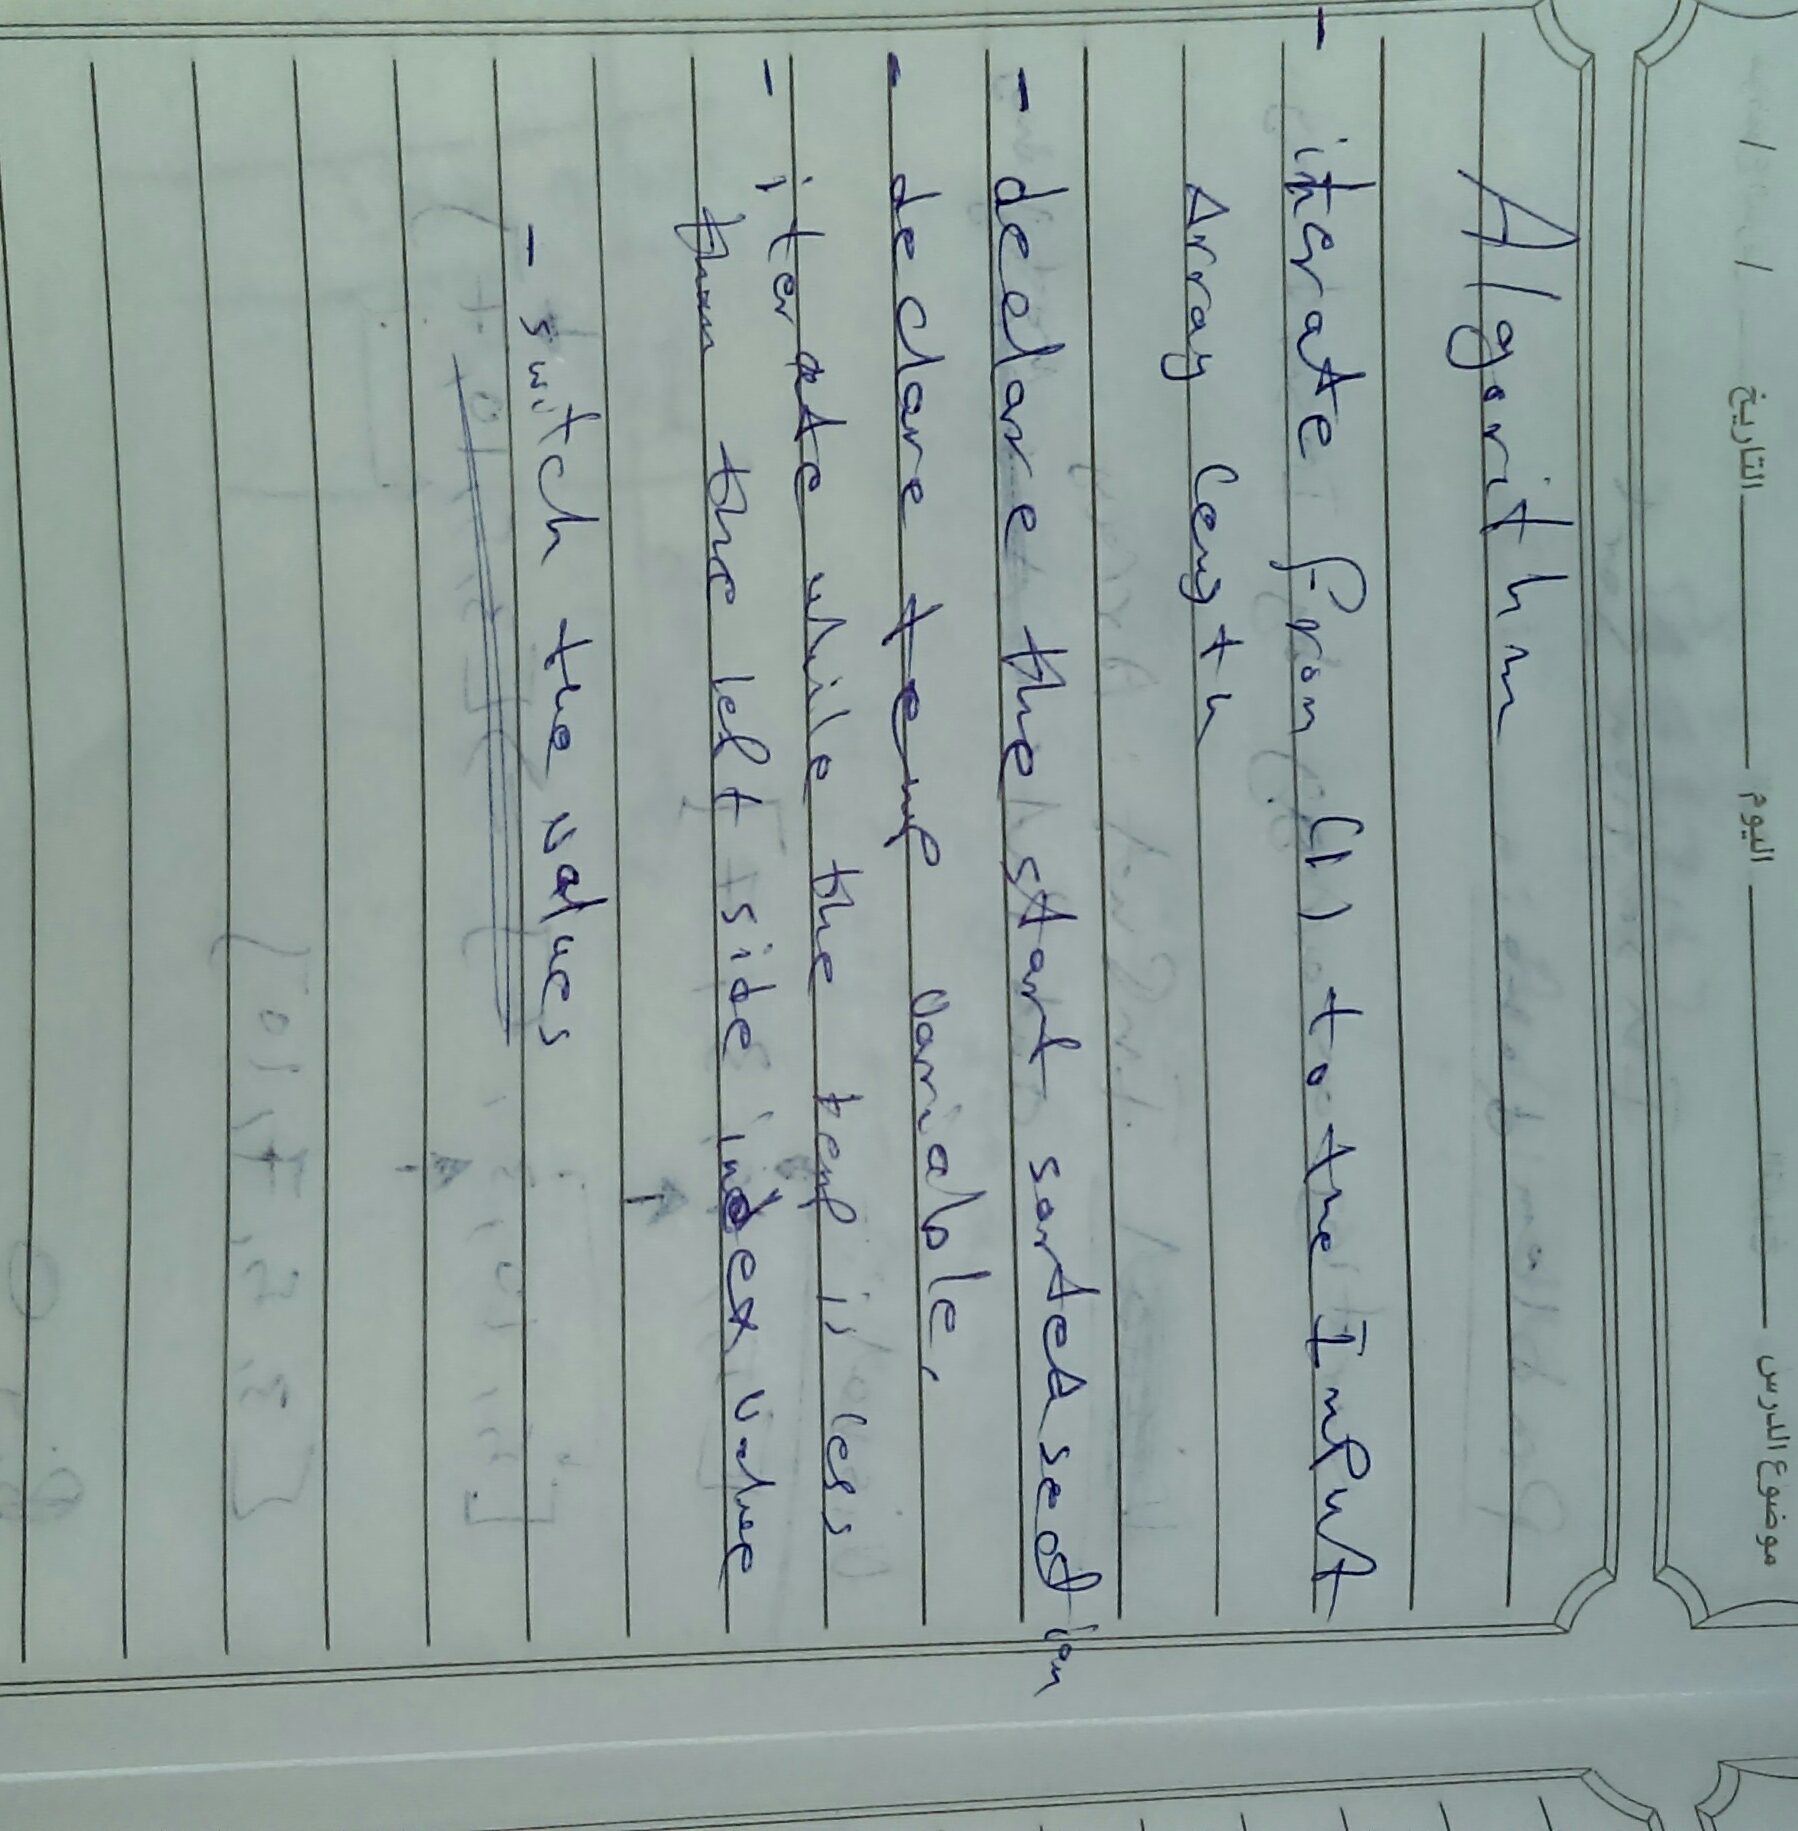 موضوع الدرس اليوم التاريخ / /
Algorithm
- iterate from (1) to the Input
Array length
- declare the start sorted section
- declare temp variable.
- iterate while the temp is less
than the left side index value
- switch the values